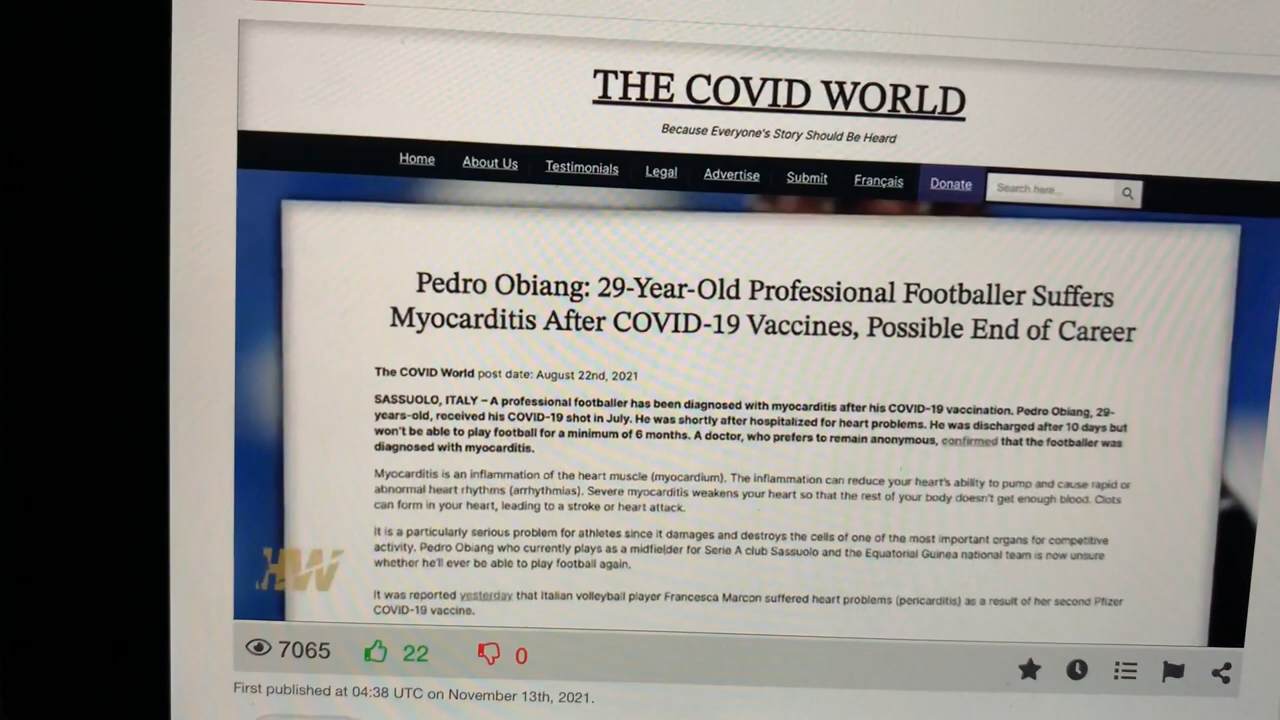 THE COVID WORLD
Because Everyone's Story Should Be Heard
Home About Us Testimonials Legal Advertise Submit Français Donate Search here...
Pedro Obiang: 29-Year-Old Professional Footballer Suffers
Myocarditis After COVID-19 Vaccines, Possible End of Career
The COVID World post date: August 22nd, 2021
SASSUOLO, ITALY – A professional footballer has been diagnosed with myocarditis after his COVID-19 vaccination. Pedro Obiang, 29-
years-old, received his COVID-19 shot in July. He was shortly after hospitalized for heart problems. He was discharged after 10 days but
won't be able to play football for a minimum of 6 months. A doctor, who prefers to remain anonymous, confirmed that the footballer was
diagnosed with myocarditis.
Myocarditis is an inflammation of the heart muscle (myocardium). The inflammation can reduce your heart's ability to pump and cause rapid or
abnormal heart rhythms (arrhythmias). Severe myocarditis weakens your heart so that the rest of your body doesn't get enough blood. Clots
can form in your heart, leading to a stroke or heart attack.
It is a particularly serious problem for athletes since it damages and destroys the cells of one of the most important organs for competitive
activity. Pedro Obiang who currently plays as a midfielder for Serie A club Sassuolo and the Equatorial Guinea national team is now unsure
whether he'll ever be able to play football again.
It was reported yesterday that Italian volleyball player Francesca Marcon suffered heart problems (pericarditis) as a result of her second Pfizer
COVID-19 vaccine.
HW
7065 22 0
First published at 04:38 UTC on November 13th, 2021.